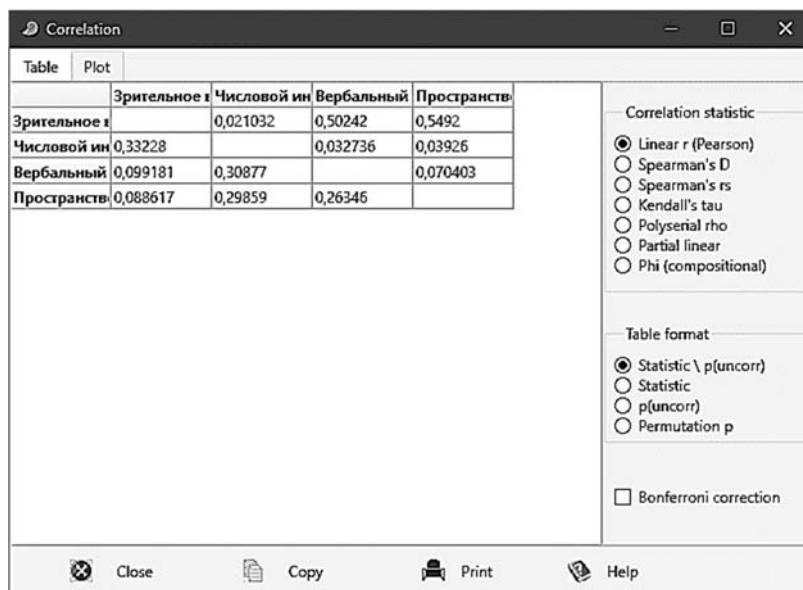 Correlation
Table Plot
Зрительное в Числовой ин Вербальный Пространств
Зрительное в 0,021032 0,50242 0,5492
Числовой ин 0,33228 0,032736 0,03926
Вербальный 0,099181 0,30877 0,070403
Пространств 0,088617 0,29859 0,26346
Correlation statistic
Linear r (Pearson)
Spearman's D
Spearman's rs
Kendall's tau
Polyserial rho
Partial linear
Phi (compositional)
Table format
Statistic \ p(uncorr)
Statistic
p(uncorr)
Permutation p
Bonferroni correction
Close Copy Print Help